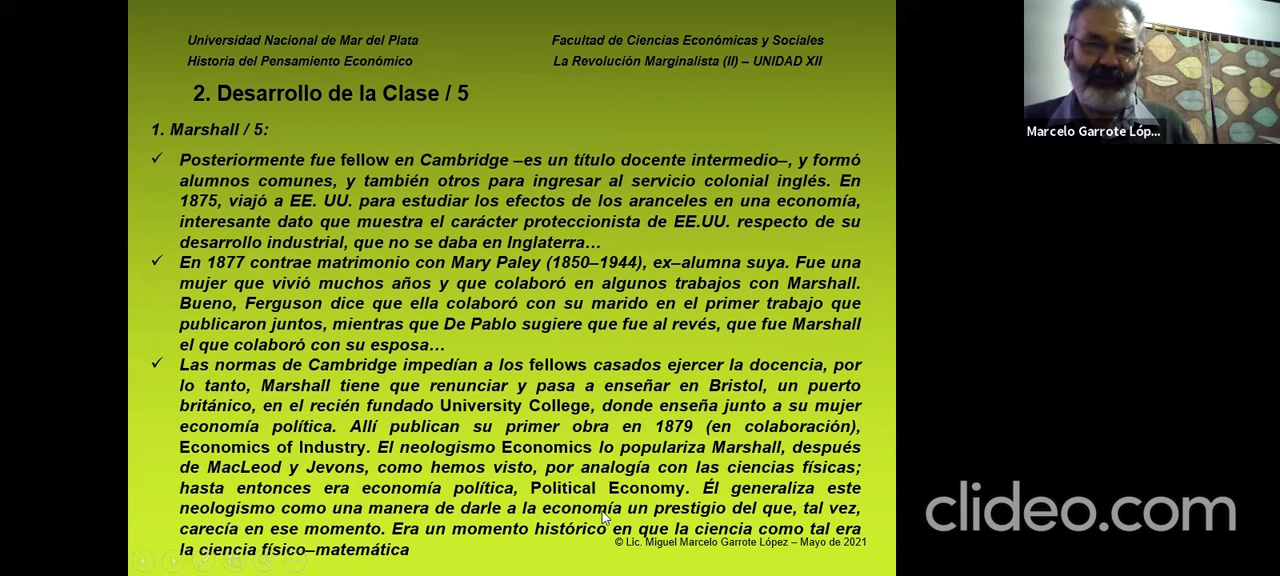 Universidad Nacional de Mar del Plata
Facultad de Ciencias Económicas y Sociales
Historia del Pensamiento Económico
La Revolución Marginalista (II) – UNIDAD XII
2. Desarrollo de la Clase / 5
1. Marshall / 5:
✓ Posteriormente fue fellow en Cambridge –es un título docente intermedio–, y formó
alumnos comunes, y también otros para ingresar al servicio colonial inglés. En
1875, viajó a EE. UU. para estudiar los efectos de los aranceles en una economía,
interesante dato que muestra el carácter proteccionista de EE.UU. respecto de su
desarrollo industrial, que no se daba en Inglaterra…
✓ En 1877 contrae matrimonio con Mary Paley (1850–1944), ex–alumna suya. Fue una
mujer que vivió muchos años y que colaboró en algunos trabajos con Marshall.
Bueno, Ferguson dice que ella colaboró con su marido en el primer trabajo que
publicaron juntos, mientras que De Pablo sugiere que fue al revés, que fue Marshall
el que colaboró con su esposa…
✓ Las normas de Cambridge impedían a los fellows casados ejercer la docencia, por
lo tanto, Marshall tiene que renunciar y pasa a enseñar en Bristol, un puerto
británico, en el recién fundado University College, donde enseña junto a su mujer
economía política. Allí publican su primer obra en 1879 (en colaboración),
Economics of Industry. El neologismo Economics lo populariza Marshall, después
de MacLeod y Jevons, como hemos visto, por analogía con las ciencias físicas;
hasta entonces era economía política, Political Economy. Él generaliza este
neologismo como una manera de darle a la economía un prestigio del que, tal vez,
carecía en ese momento. Era un momento histórico en que la ciencia como tal era
la ciencia físico–matemática
© Lic. Miguel Marcelo Garrote López – Mayo de 2021
Marcelo Garrote Lóp...
clideo.com